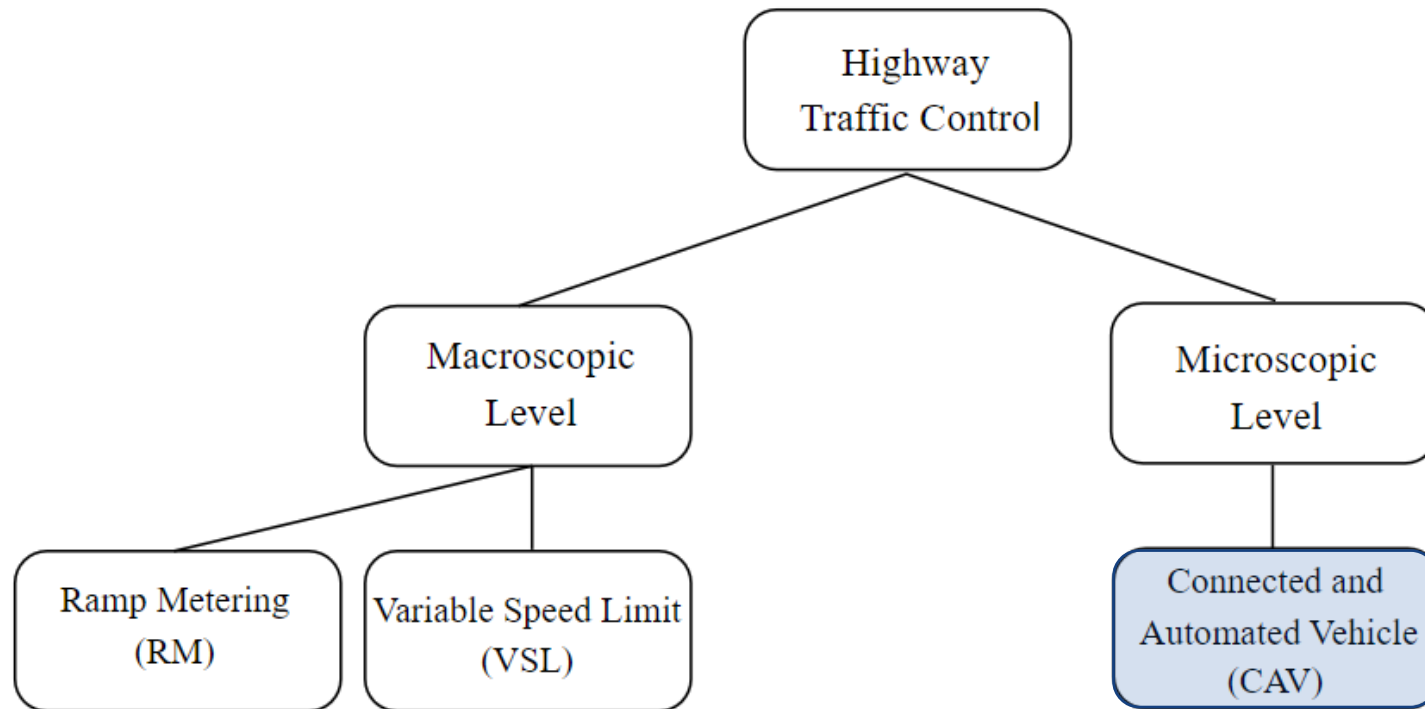 Highway
Traffic Control
Macroscopic
Level
Microscopic
Level
Ramp Metering
(RM)
Variable Speed Limit
(VSL)
Connected and
Automated Vehicle
(CAV)